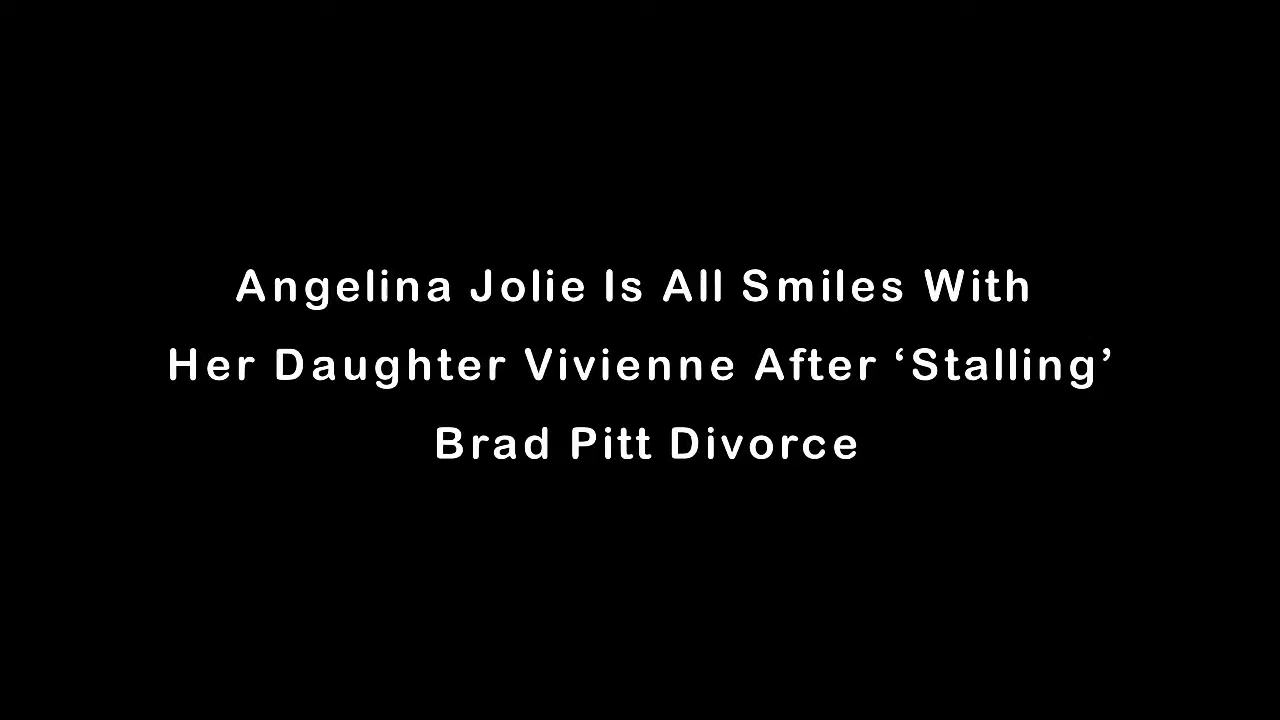 Angelina Jolie Is All Smiles With
Her Daughter Vivienne After ‘Stalling’
Brad Pitt Divorce